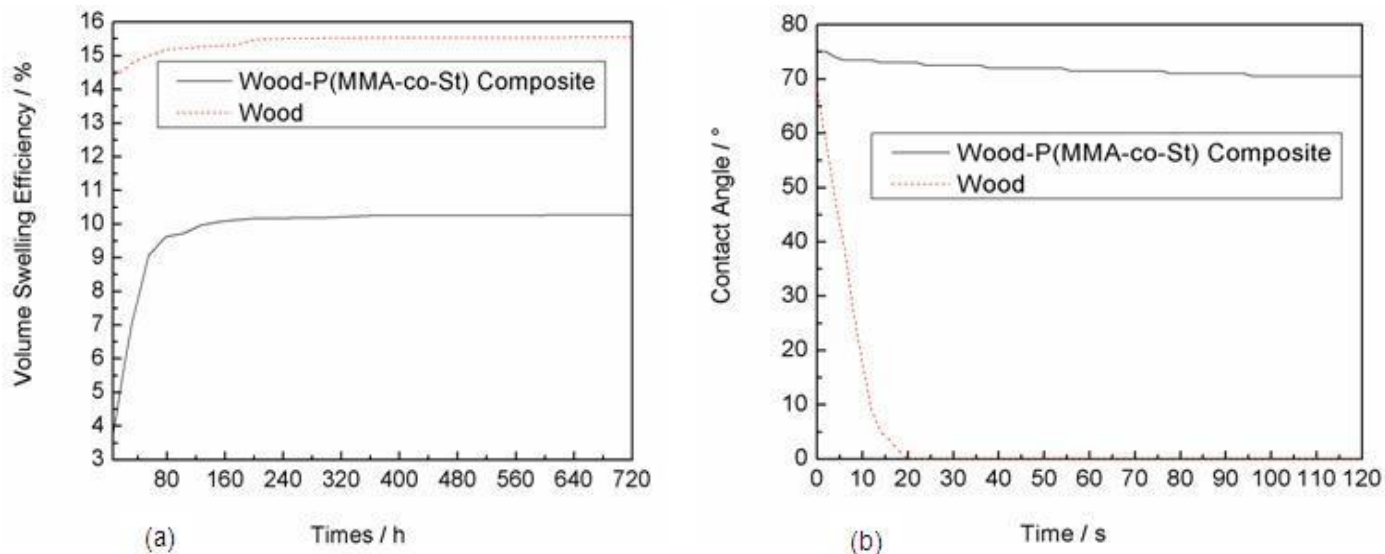 Volume Swelling Efficiency / %
16
15
14
13
12
11
10
9
8
7
6
5
4
3
Wood-P(MMA-co-St) Composite
Wood
80 160 240 320 400 480 560 640 720
Times / h
(a)
Contact Angle / °
80
70
60
50
40
30
20
10
0
Wood-P(MMA-co-St) Composite
Wood
0 10 20 30 40 50 60 70 80 90 100 110 120
Time / s
(b)